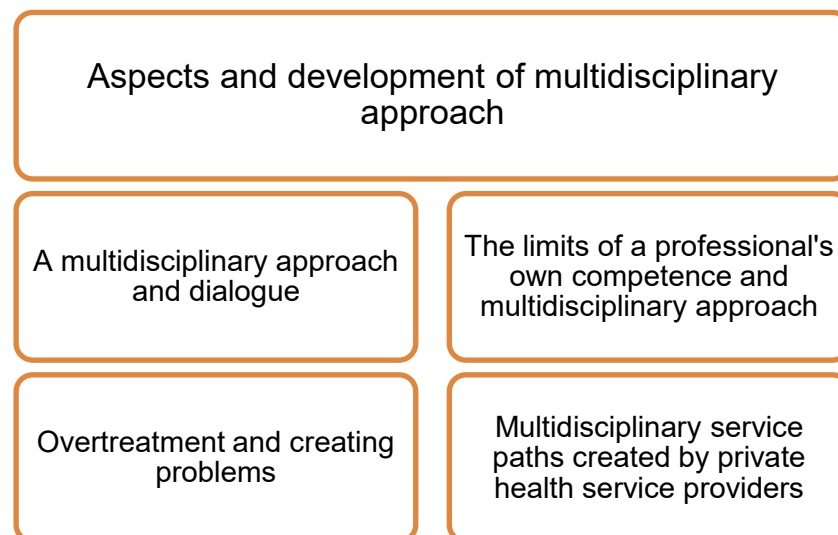 Aspects and development of multidisciplinary
approach
A multidisciplinary approach
and dialogue
The limits of a professional's
own competence and
multidisciplinary approach
Overtreatment and creating
problems
Multidisciplinary service
paths created by private
health service providers